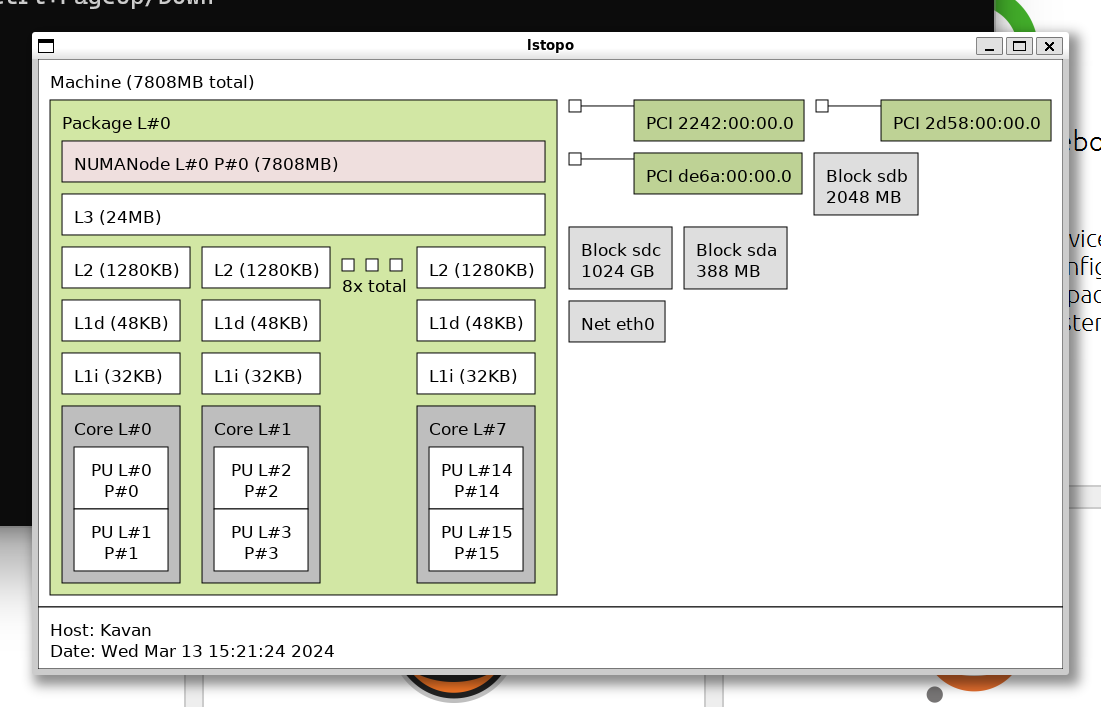 lstopo
Machine (7808MB total)
Package L#0
NUMANode L#0 P#0 (7808MB)
L3 (24MB)
L2 (1280KB)
L2 (1280KB)
8x total
L2 (1280KB)
L1d (48KB)
L1d (48KB)
L1d (48KB)
L1i (32KB)
L1i (32KB)
L1i (32KB)
Core L#0
Core L#1
Core L#7
PU L#0
P#0
PU L#2
P#2
PU L#14
P#14
PU L#1
P#1
PU L#3
P#3
PU L#15
P#15
PCI 2242:00:00.0
PCI 2d58:00:00.0
PCI de6a:00:00.0
Block sdb
2048 MB
Block sdc
1024 GB
Block sda
388 MB
Net eth0
Host: Kavan
Date: Wed Mar 13 15:21:24 2024